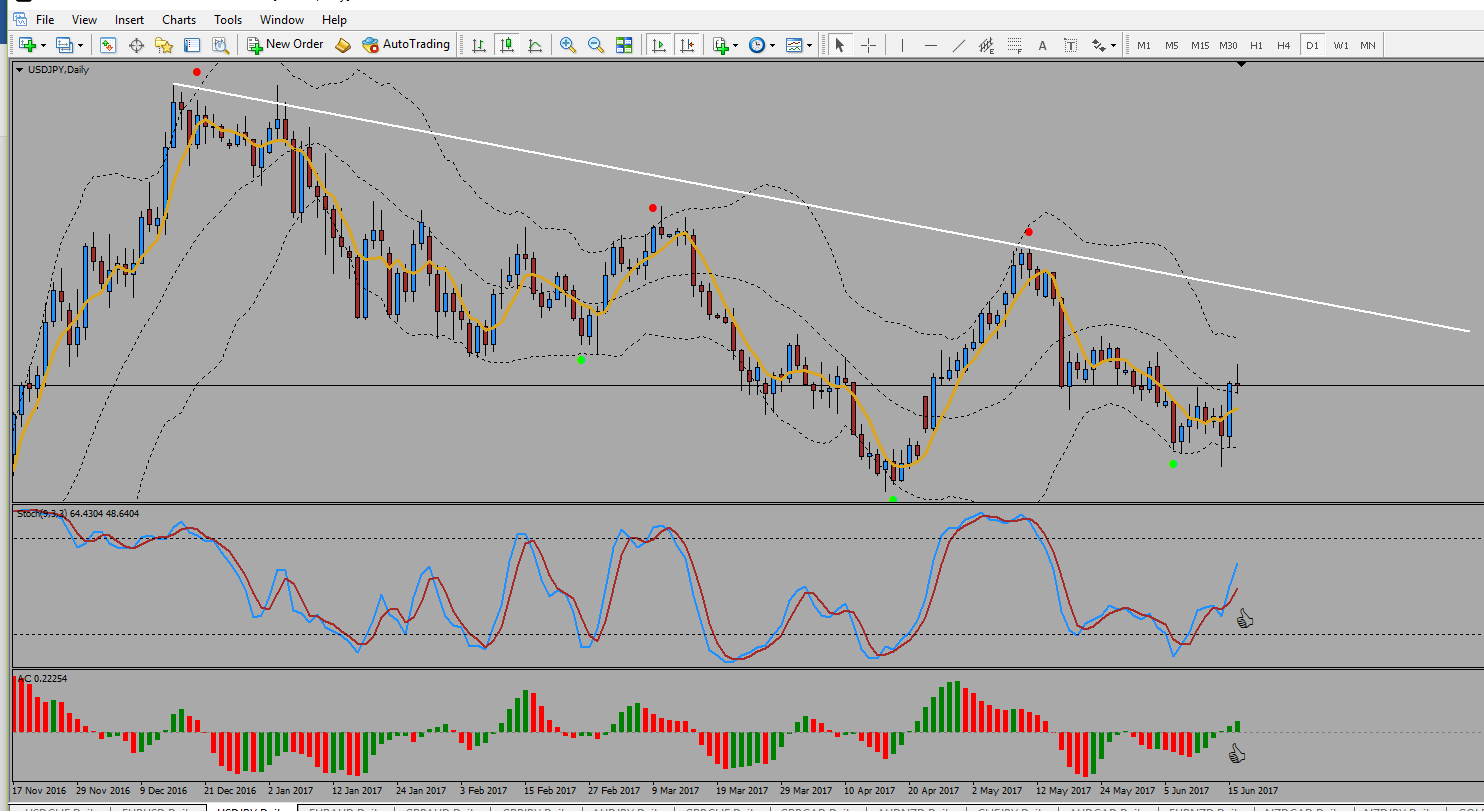 File View Insert Charts Tools Window Help
New Order AutoTrading A T M1 M5 M15 M30 H1 H4 D1 W1 MN
USDJPY,Daily
Stoch(9,3,3) 64.4304 48.6404
AC 0.22254
17 Nov 2016 29 Nov 2016 9 Dec 2016 21 Dec 2016 2 Jan 2017 12 Jan 2017 24 Jan 2017 3 Feb 2017 15 Feb 2017 27 Feb 2017 9 Mar 2017 19 Mar 2017 29 Mar 2017 10 Apr 2017 20 Apr 2017 2 May 2017 12 May 2017 24 May 2017 5 Jun 2017 15 Jun 2017